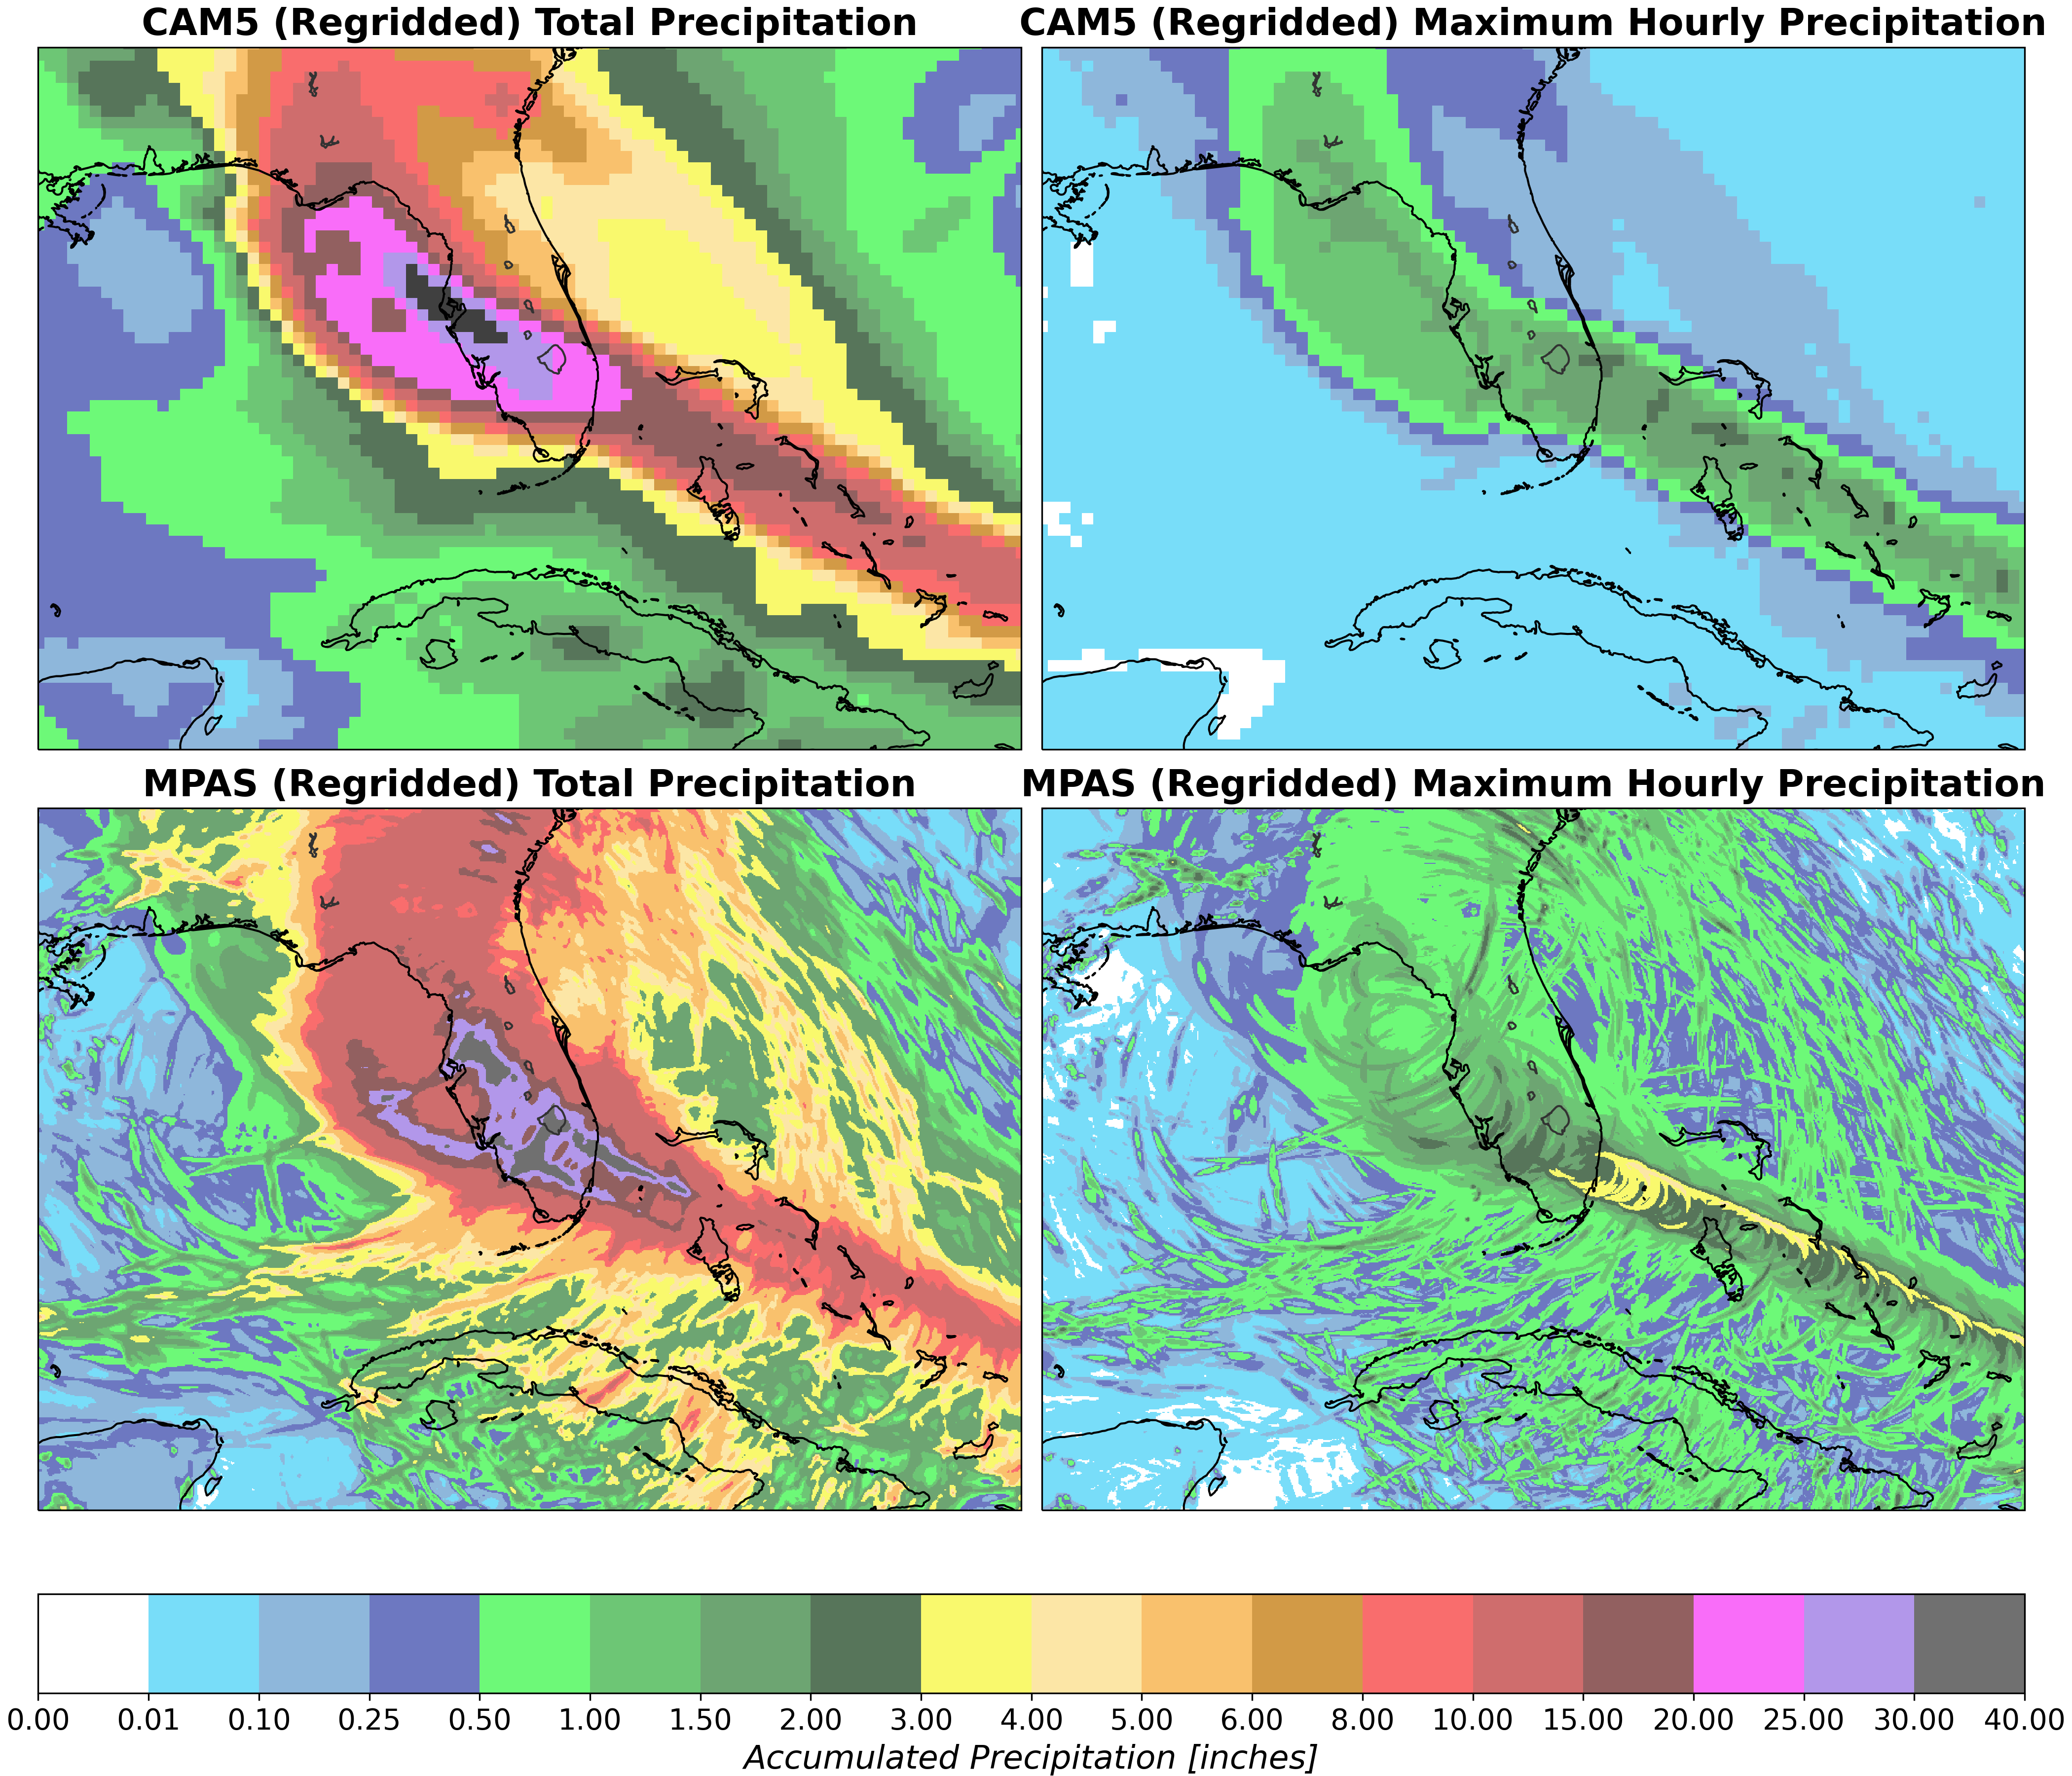 CAM5 (Regridded) Total Precipitation
CAM5 (Regridded) Maximum Hourly Precipitation
MPAS (Regridded) Total Precipitation
MPAS (Regridded) Maximum Hourly Precipitation
0.00 0.01 0.10 0.25 0.50 1.00 1.50 2.00 3.00 4.00 5.00 6.00 8.00 10.00 15.00 20.00 25.00 30.00 40.00
Accumulated Precipitation [inches]